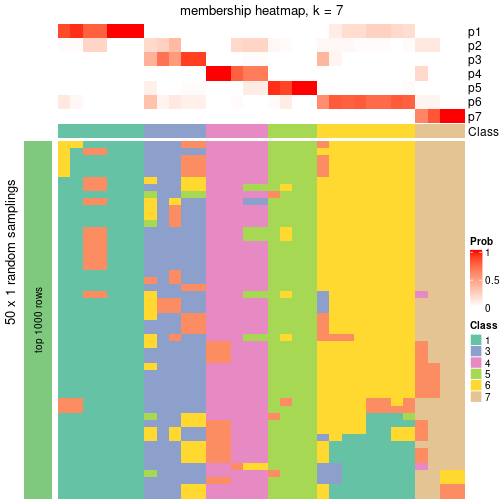 membership heatmap, k = 7
p1
p2
p3
p4
p5
p6
p7
Class
50 x 1 random samplings
top 1000 rows
Prob
1
0.5
0
Class
1
3
4
5
6
7